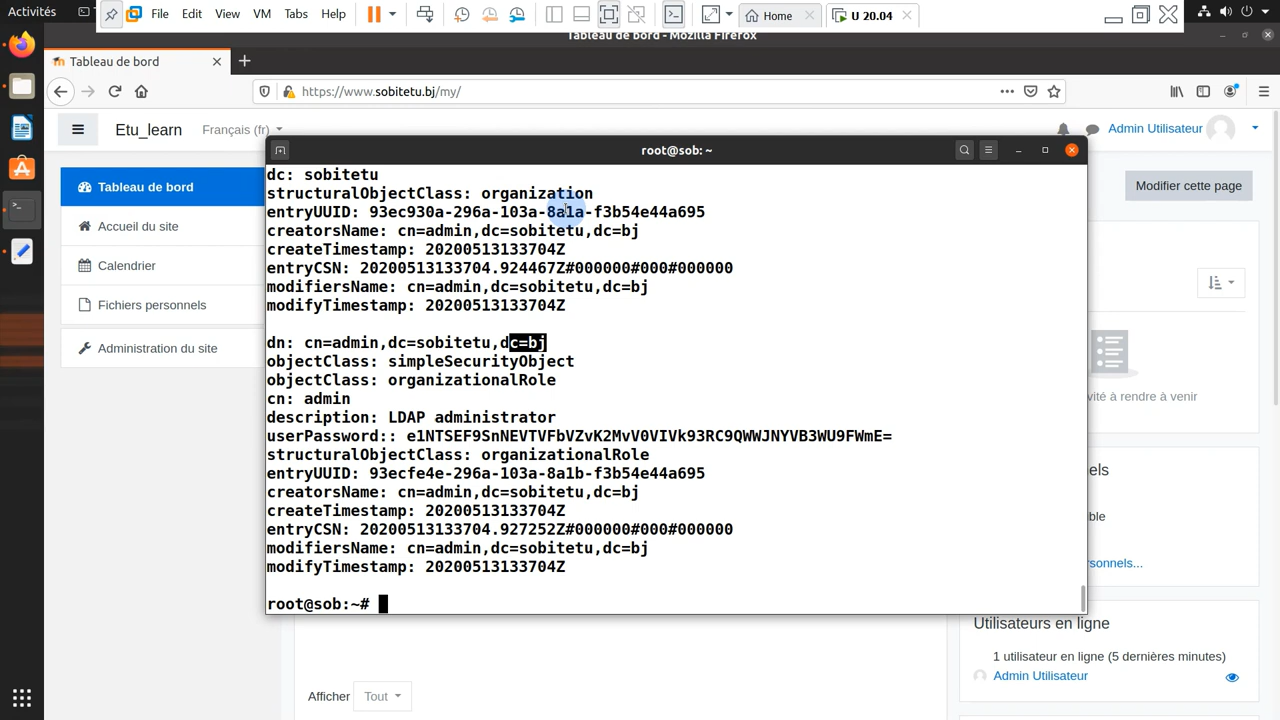 Activités
File Edit View VM Tabs Help
Home
U 20.04
Tableau de bord - Mozilla Firefox
Tableau de bord
https://www.sobitetu.bj/my/
Etu_learn Français (fr)
Admin Utilisateur
root@sob: ~
Tableau de bord
Accueil du site
Calendrier
Fichiers personnels
Administration du site
Modifier cette page
dc: sobitetu
structuralObjectClass: organization
entryUUID: 93ec930a-296a-103a-8a1a-f3b54e44a695
creatorsName: cn=admin,dc=sobitetu,dc=bj
createTimestamp: 20200513133704Z
entryCSN: 20200513133704.924467Z#000000#000#000000
modifiersName: cn=admin,dc=sobitetu,dc=bj
modifyTimestamp: 20200513133704Z
dn: cn=admin,dc=sobitetu,dc=bj
objectClass: simpleSecurityObject
objectClass: organizationalRole
cn: admin
description: LDAP administrator
userPassword:: e1NTSEF9SnNEVTVFbVZvK2MvV0VIVk93RC9QWWJNYVB3WU9FWmE=
structuralObjectClass: organizationalRole
entryUUID: 93ecfe4e-296a-103a-8a1b-f3b54e44a695
creatorsName: cn=admin,dc=sobitetu,dc=bj
createTimestamp: 20200513133704Z
entryCSN: 20200513133704.927252Z#000000#000#000000
modifiersName: cn=admin,dc=sobitetu,dc=bj
modifyTimestamp: 20200513133704Z
root@sob:~#
vité à rendre à venir
els
ble
sonnels...
Utilisateurs en ligne
1 utilisateur en ligne (5 dernières minutes)
Admin Utilisateur
Afficher Tout